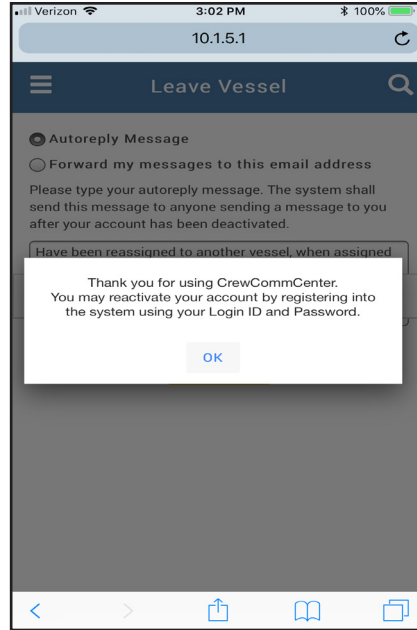 Verizon 3:02 PM 100%
10.1.5.1
Leave Vessel
Autoreply Message
Forward my messages to this email address
Please type your autoreply message. The system shall
send this message to anyone sending a message to you
after your account has been deactivated.
Have been reassigned to another vessel, when assigned
Thank you for using CrewCommCenter.
You may reactivate your account by registering into
the system using your Login ID and Password.
OK